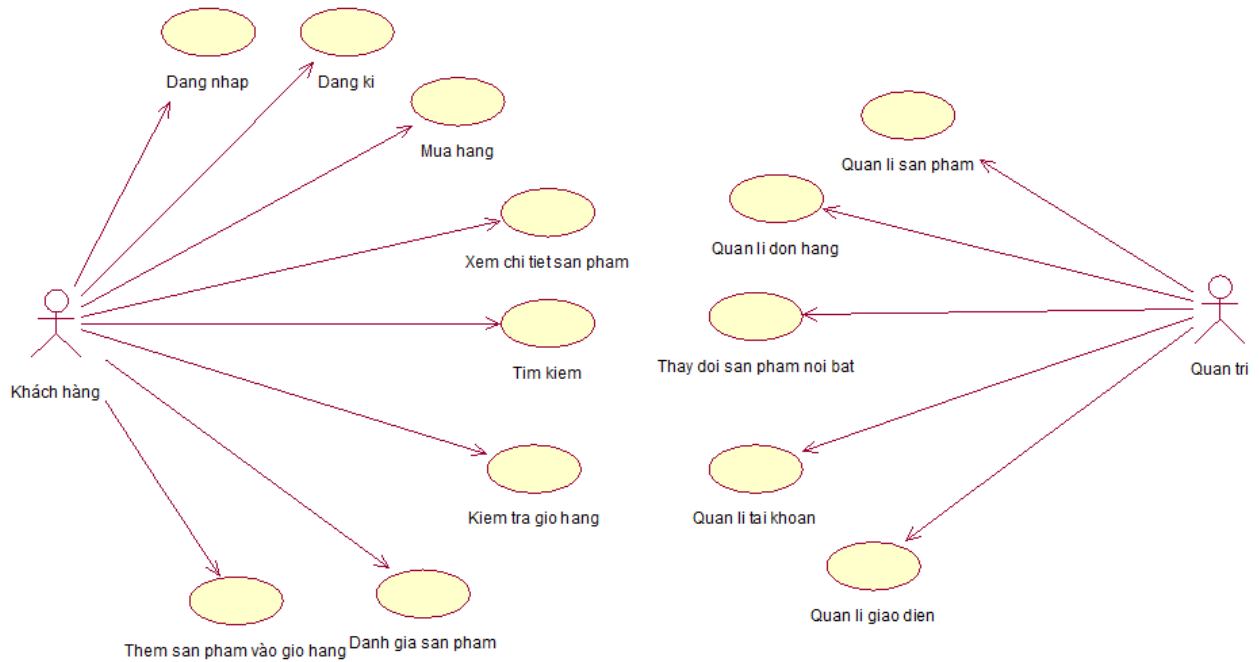 Dang nhap
Dang ki
Mua hang
Xem chi tiet san pham
Tim kiem
Khách hàng
Kiem tra gio hang
Danh gia san pham
Them san pham vào gio hang
Quan li san pham
Quan li don hang
Thay doi san pham noi bat
Quan tri
Quan li tai khoan
Quan li giao dien